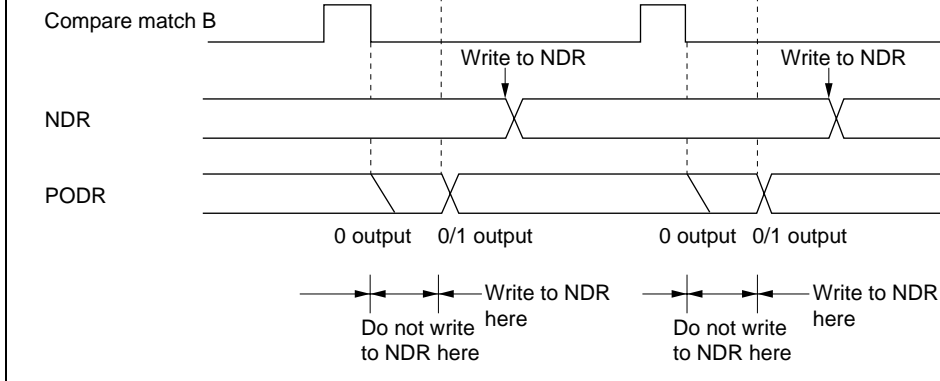 Compare match B
Write to NDR
Write to NDR
NDR
PODR
0 output
0/1 output
0 output
0/1 output
Write to NDR
here
Do not write
to NDR here
Write to NDR
here
Do not write
to NDR here